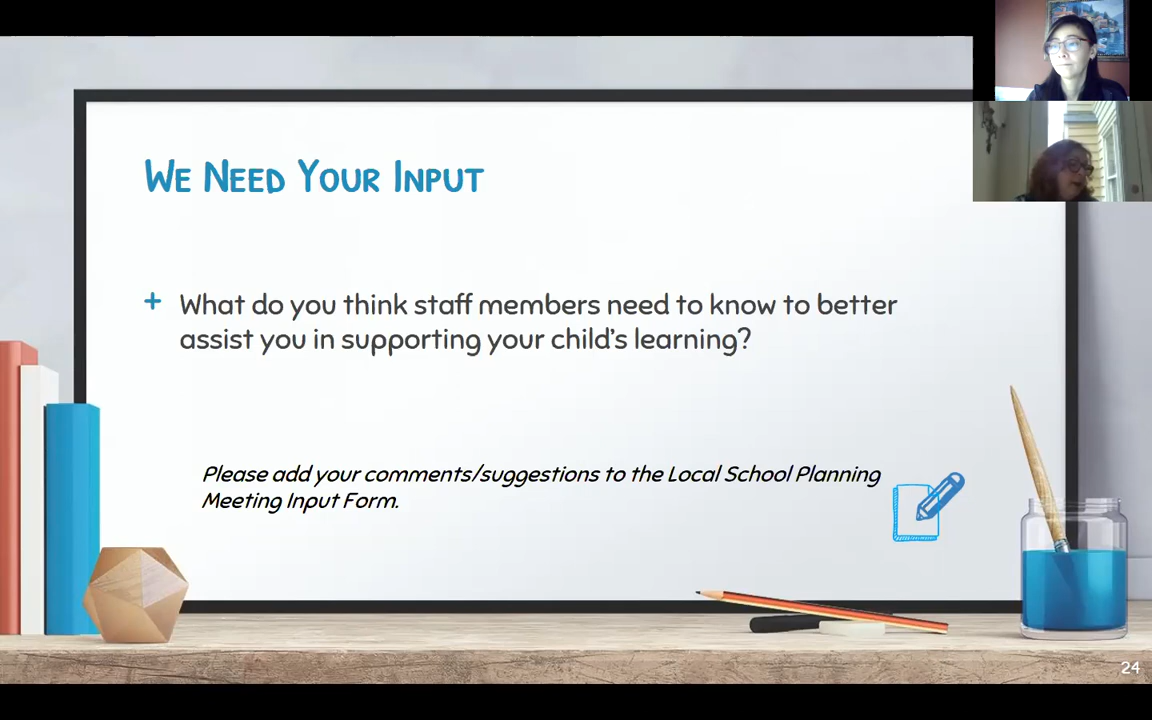 We Need Your Input
+ What do you think staff members need to know to better
assist you in supporting your child's learning?
Please add your comments/suggestions to the Local School Planning
Meeting Input Form.
24